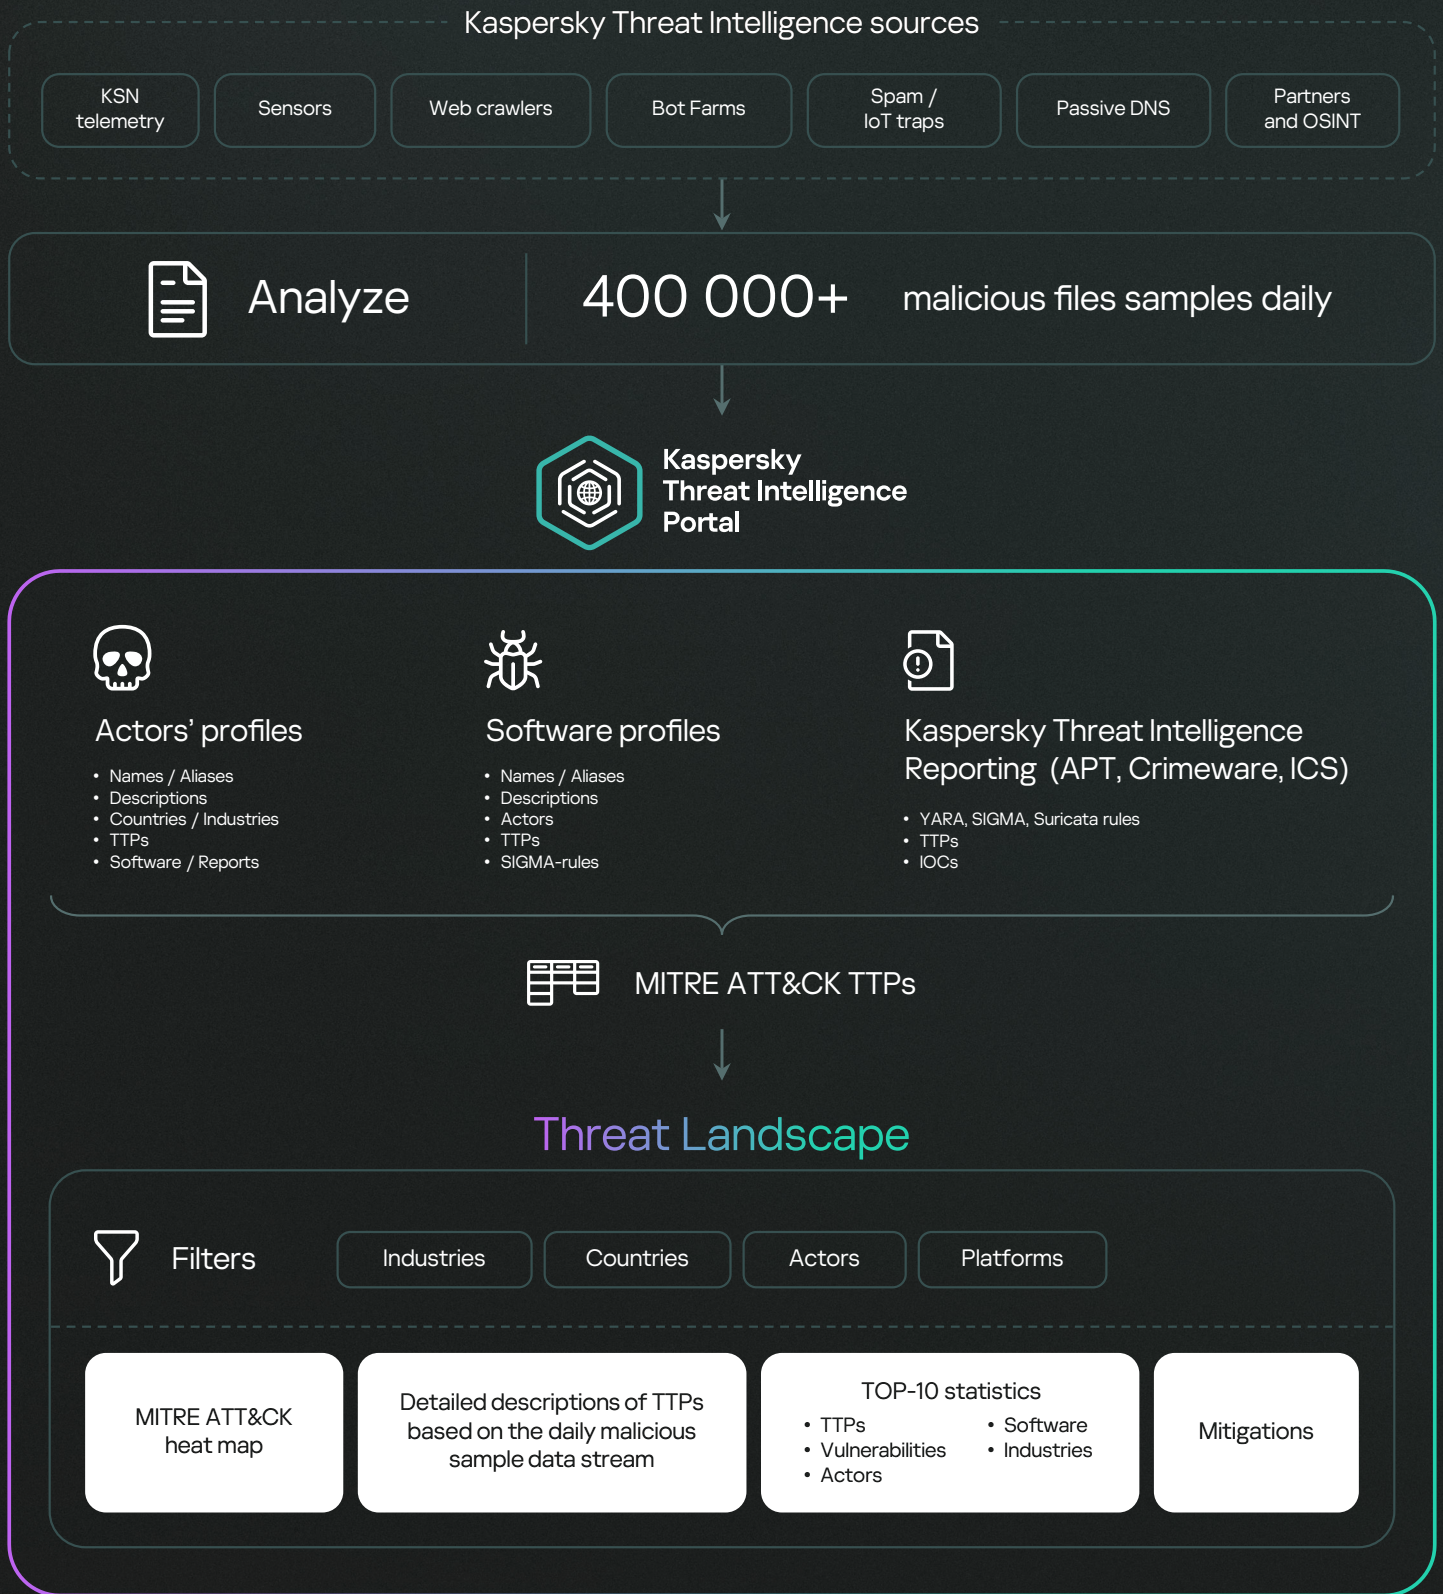 Kaspersky Threat Intelligence sources
KSN
telemetry
Sensors
Web crawlers
Bot Farms
Spam /
IoT traps
Passive DNS
Partners
and OSINT
Analyze
400 000+
malicious files samples daily
Kaspersky
Threat Intelligence
Portal
Actors’ profiles
• Names / Aliases
• Descriptions
• Countries / Industries
• TTPs
• Software / Reports
Software profiles
• Names / Aliases
• Descriptions
• Actors
• TTPs
• SIGMA-rules
Kaspersky Threat Intelligence
Reporting (APT, Crimeware, ICS)
• YARA, SIGMA, Suricata rules
• TTPs
• IOCs
MITRE ATT&CK TTPs
Threat Landscape
Filters
Industries
Countries
Actors
Platforms
MITRE ATT&CK
heat map
Detailed descriptions of TTPs
based on the daily malicious
sample data stream
TOP-10 statistics
• TTPs
• Vulnerabilities
• Actors
• Software
• Industries
Mitigations